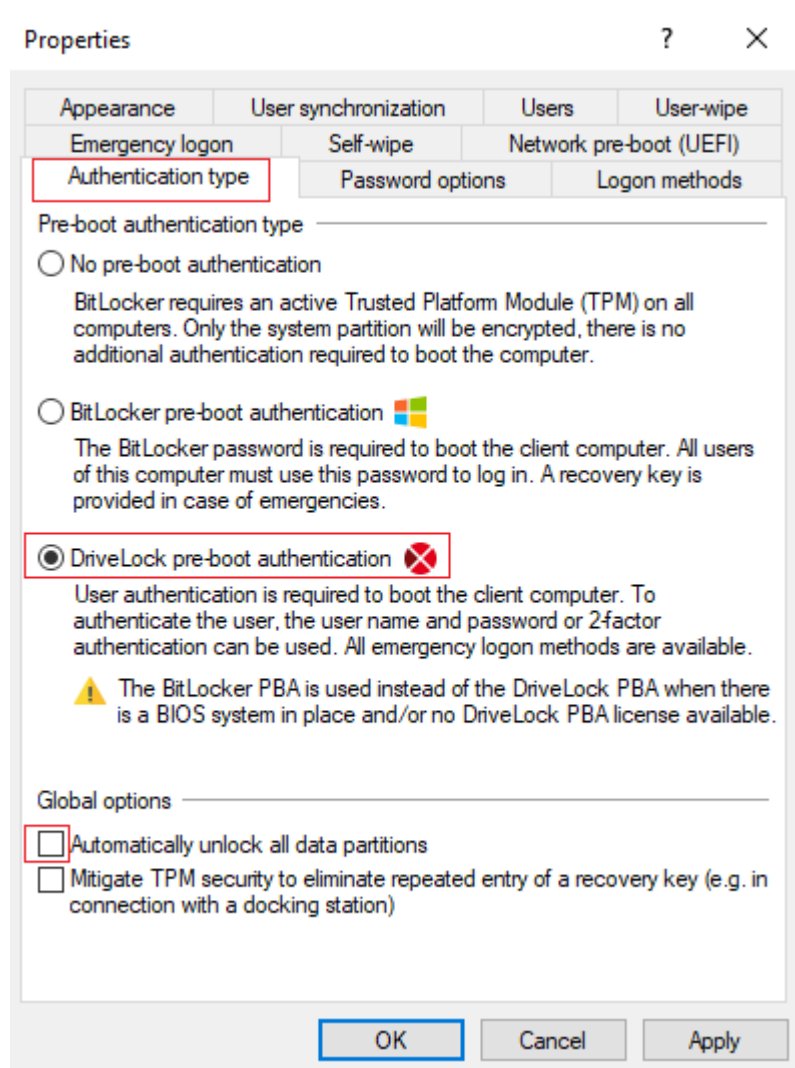 Properties ? ×
Appearance User synchronization Users User-wipe
Emergency logon Self-wipe Network pre-boot (UEFI)
Authentication type Password options Logon methods
Pre-boot authentication type
No pre-boot authentication
BitLocker requires an active Trusted Platform Module (TPM) on all
computers. Only the system partition will be encrypted, there is no
additional authentication required to boot the computer.
BitLocker pre-boot authentication
The BitLocker password is required to boot the client computer. All users
of this computer must use this password to log in. A recovery key is
provided in case of emergencies.
DriveLock pre-boot authentication
User authentication is required to boot the client computer. To
authenticate the user, the user name and password or 2-factor
authentication can be used. All emergency logon methods are available.
The BitLocker PBA is used instead of the DriveLock PBA when there
is a BIOS system in place and/or no DriveLock PBA license available.
Global options
Automatically unlock all data partitions
Mitigate TPM security to eliminate repeated entry of a recovery key (e.g. in
connection with a docking station)
OK Cancel Apply